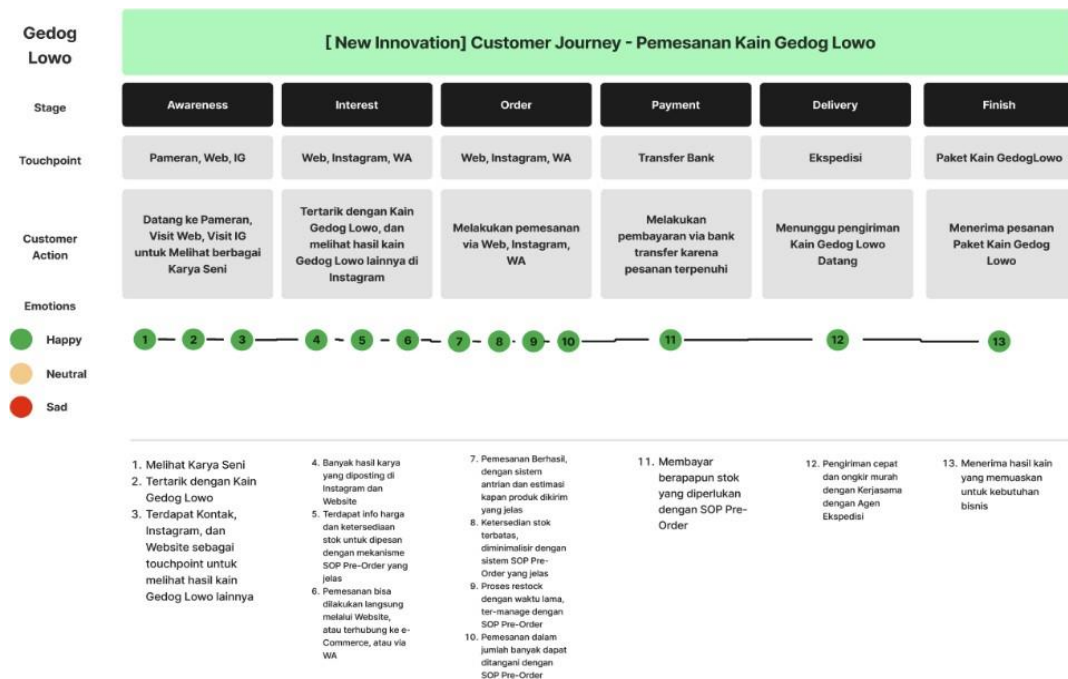 Gedog
Lowo
[ New Innovation] Customer Journey - Pemesanan Kain Gedog Lowo
Stage
Awareness
Interest
Order
Payment
Delivery
Finish
Touchpoint
Pameran, Web, IG
Web, Instagram, WA
Web, Instagram, WA
Transfer Bank
Ekspedisi
Paket Kain GedogLowo
Customer
Action
Datang ke Pameran,
Visit Web, Visit IG
untuk Melihat berbagai
Karya Seni
Tertarik dengan Kain
Gedog Lowo, dan
melihat hasil kain
Gedog Lowo lainnya di
Instagram
Melakukan pemesanan
via Web, Instagram,
WA
Melakukan
pembayaran via bank
transfer karena
pesanan terpenuhi
Menunggu pengiriman
Kain Gedog Lowo
Datang
Menerima pesanan
Paket Kain Gedog
Lowo
Emotions
Happy
1 2 3 4 5 6 7 8 9 10 11 12 13
Neutral
Sad
1. Melihat Karya Seni
2. Tertarik dengan Kain
Gedog Lowo
3. Terdapat Kontak,
Instagram, dan
Website sebagai
touchpoint untuk
melihat hasil kain
Gedog Lowo lainnya
4. Banyak hasil karya
yang diposting di
Instagram dan
Website
5. Terdapat info harga
dan ketersediaan
stok untuk dipesan
dengan mekanisme
SOP Pre-Order yang
jelas
6. Pemesanan bisa
dilakukan langsung
melalui Website,
atau terhubung ke e-
Commerce, atau via
WA
7. Pemesanan Berhasil,
dengan sistem
antrian dan estimasi
kapan produk dikirim
yang jelas
8. Ketersedian stok
terbatas,
diminimalisir dengan
sistem SOP Pre-
Order yang jelas
9. Proses restock
dengan waktu lama,
ter-manage dengan
SOP Pre-Order
10. Pemesanan dalam
jumlah banyak dapat
ditangani dengan
SOP Pre-Order
11. Membayar
berapapun stok
yang diperlukan
dengan SOP Pre-
Order
12. Pengiriman cepat
dan ongkir murah
dengan Kerjasama
dengan Agen
Ekspedisi
13. Menerima hasil kain
yang memuaskan
untuk kebutuhan
bisnis